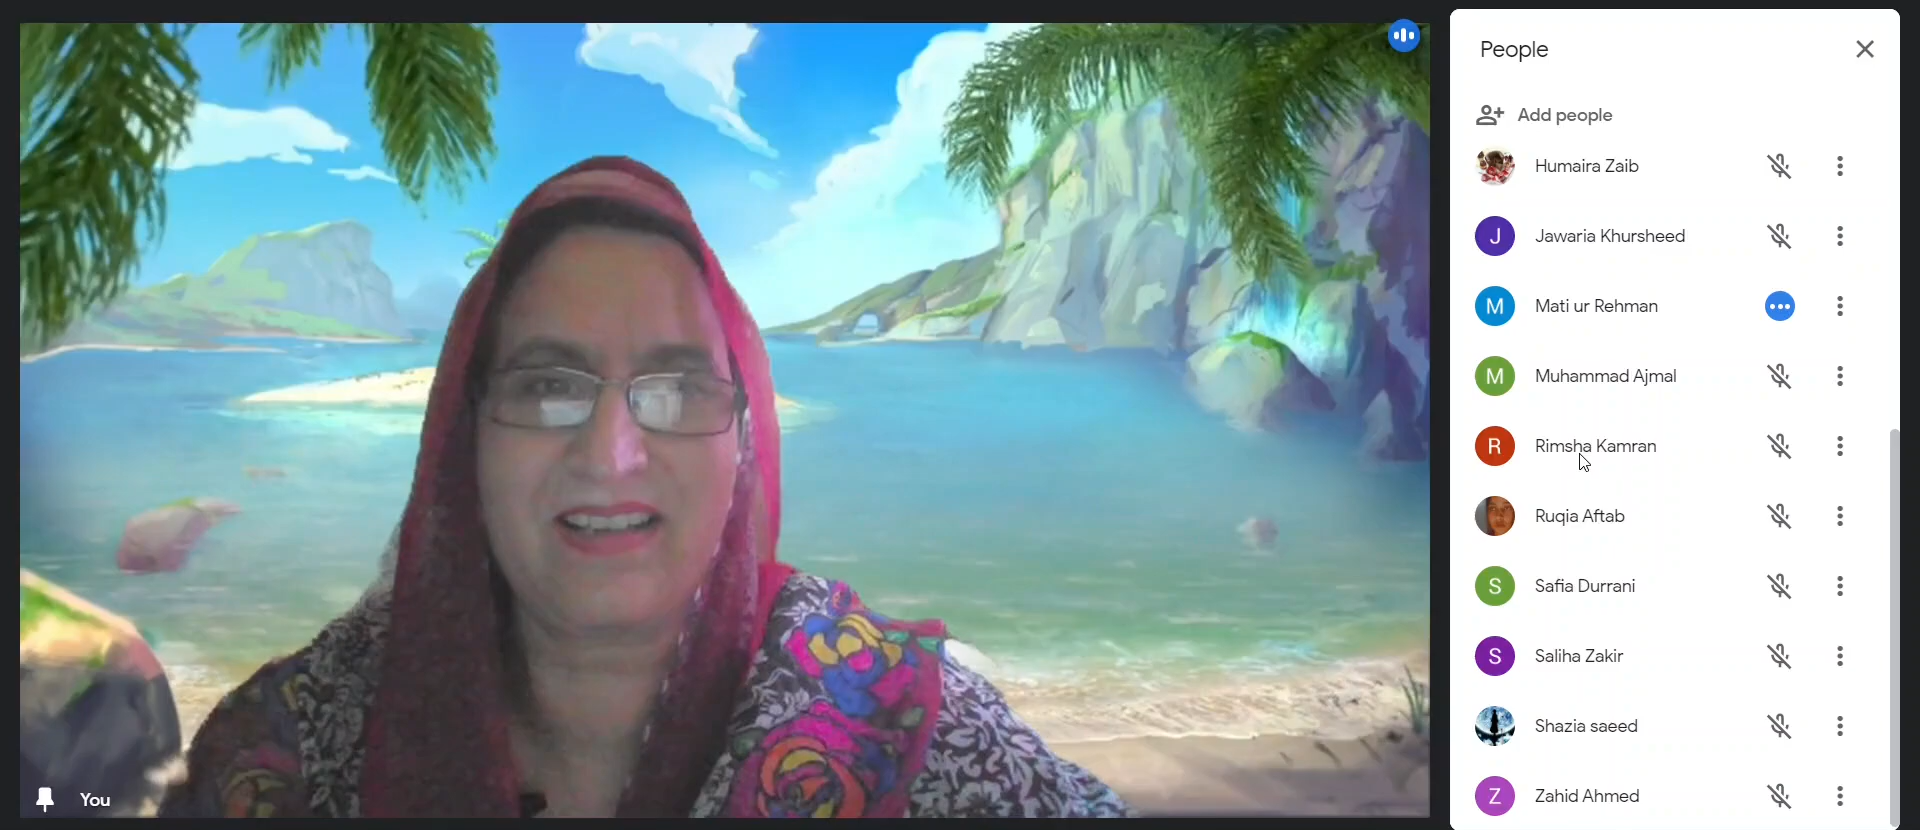 People
Add people
Humaira Zaib
J Jawaria Khursheed
M Mati ur Rehman
M Muhammad Ajmal
R Rimsha Kamran
Ruqia Aftab
S Safia Durrani
S Saliha Zakir
Shazia saeed
Z Zahid Ahmed
You